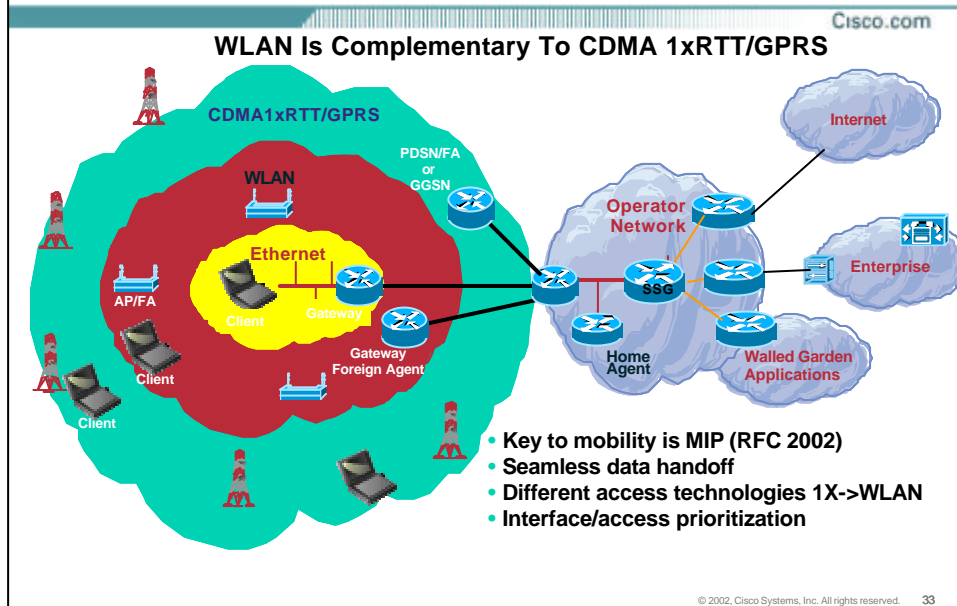 Cisco.com
WLAN Is Complementary To CDMA 1xRTT/GPRS
CDMA1xRTT/GPRS
PDSN/FA
or
GGSN
WLAN
Ethernet
AP/FA
Client
Gateway
Gateway
Foreign Agent
Client
Client
Operator
Network
SSG
Home
Agent
Internet
Enterprise
Walled Garden
Applications
• Key to mobility is MIP (RFC 2002)
• Seamless data handoff
• Different access technologies 1X->WLAN
• Interface/access prioritization
© 2002, Cisco Systems, Inc. All rights reserved. 33